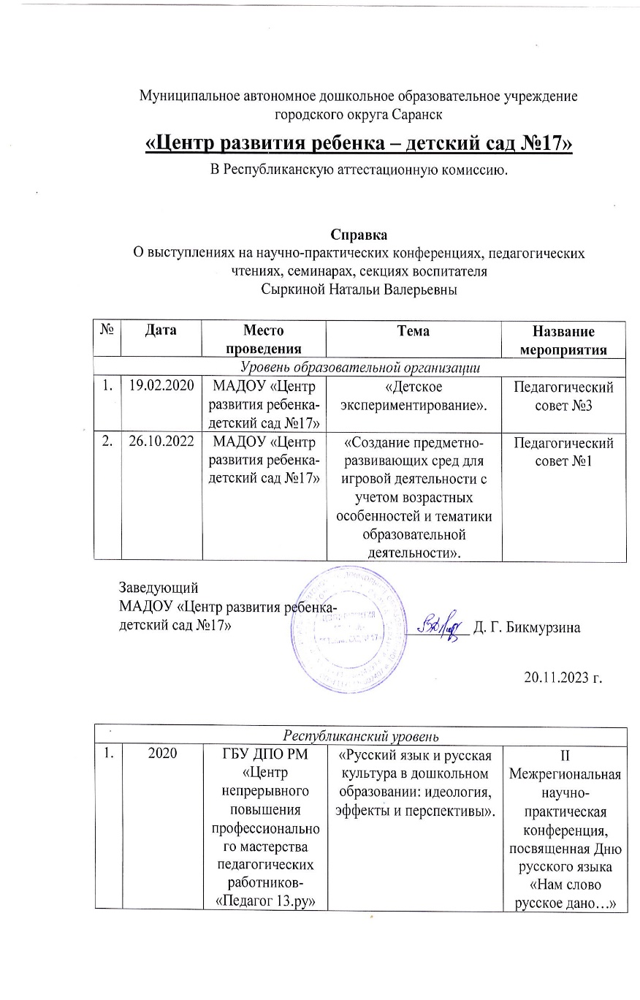 Муниципальное автономное дошкольное образовательное учреждение
городского округа Саранск
«Центр развития ребенка – детский сад №17»
В Республиканскую аттестационную комиссию.
Справка
О выступлениях на научно-практических конференциях, педагогических
чтениях, семинарах, секциях воспитателя
Сыркиной Натальи Валерьевны
№ Дата Место Тема Название
проведения мероприятия
Уровень образовательной организации
1. 19.02.2020 МАДОУ «Центр «Детское Педагогический
развития ребенка- экспериментирование». совет №3
детский сад №17»
2. 26.10.2022 МАДОУ «Центр «Создание предметно- Педагогический
развития ребенка- развивающих сред для совет №1
детский сад №17» игровой деятельности с
учетом возрастных
особенностей и тематики
образовательной
деятельности».
Заведующий
МАДОУ «Центр развития ребенка-
детский сад №17» Д. Г. Бикмурзина
20.11.2023 г.
Республиканский уровень
1. 2020 ГБУ ДПО РМ «Русский язык и русская II
«Центр культура в дошкольном Межрегиональная
непрерывного образовании: идеология, научно-
повышения эффекты и перспективы». практическая
профессионально конференция,
го мастерства посвященная Дню
педагогических русского языка
работников- «Нам слово
«Педагог 13.ру» русское дано…»